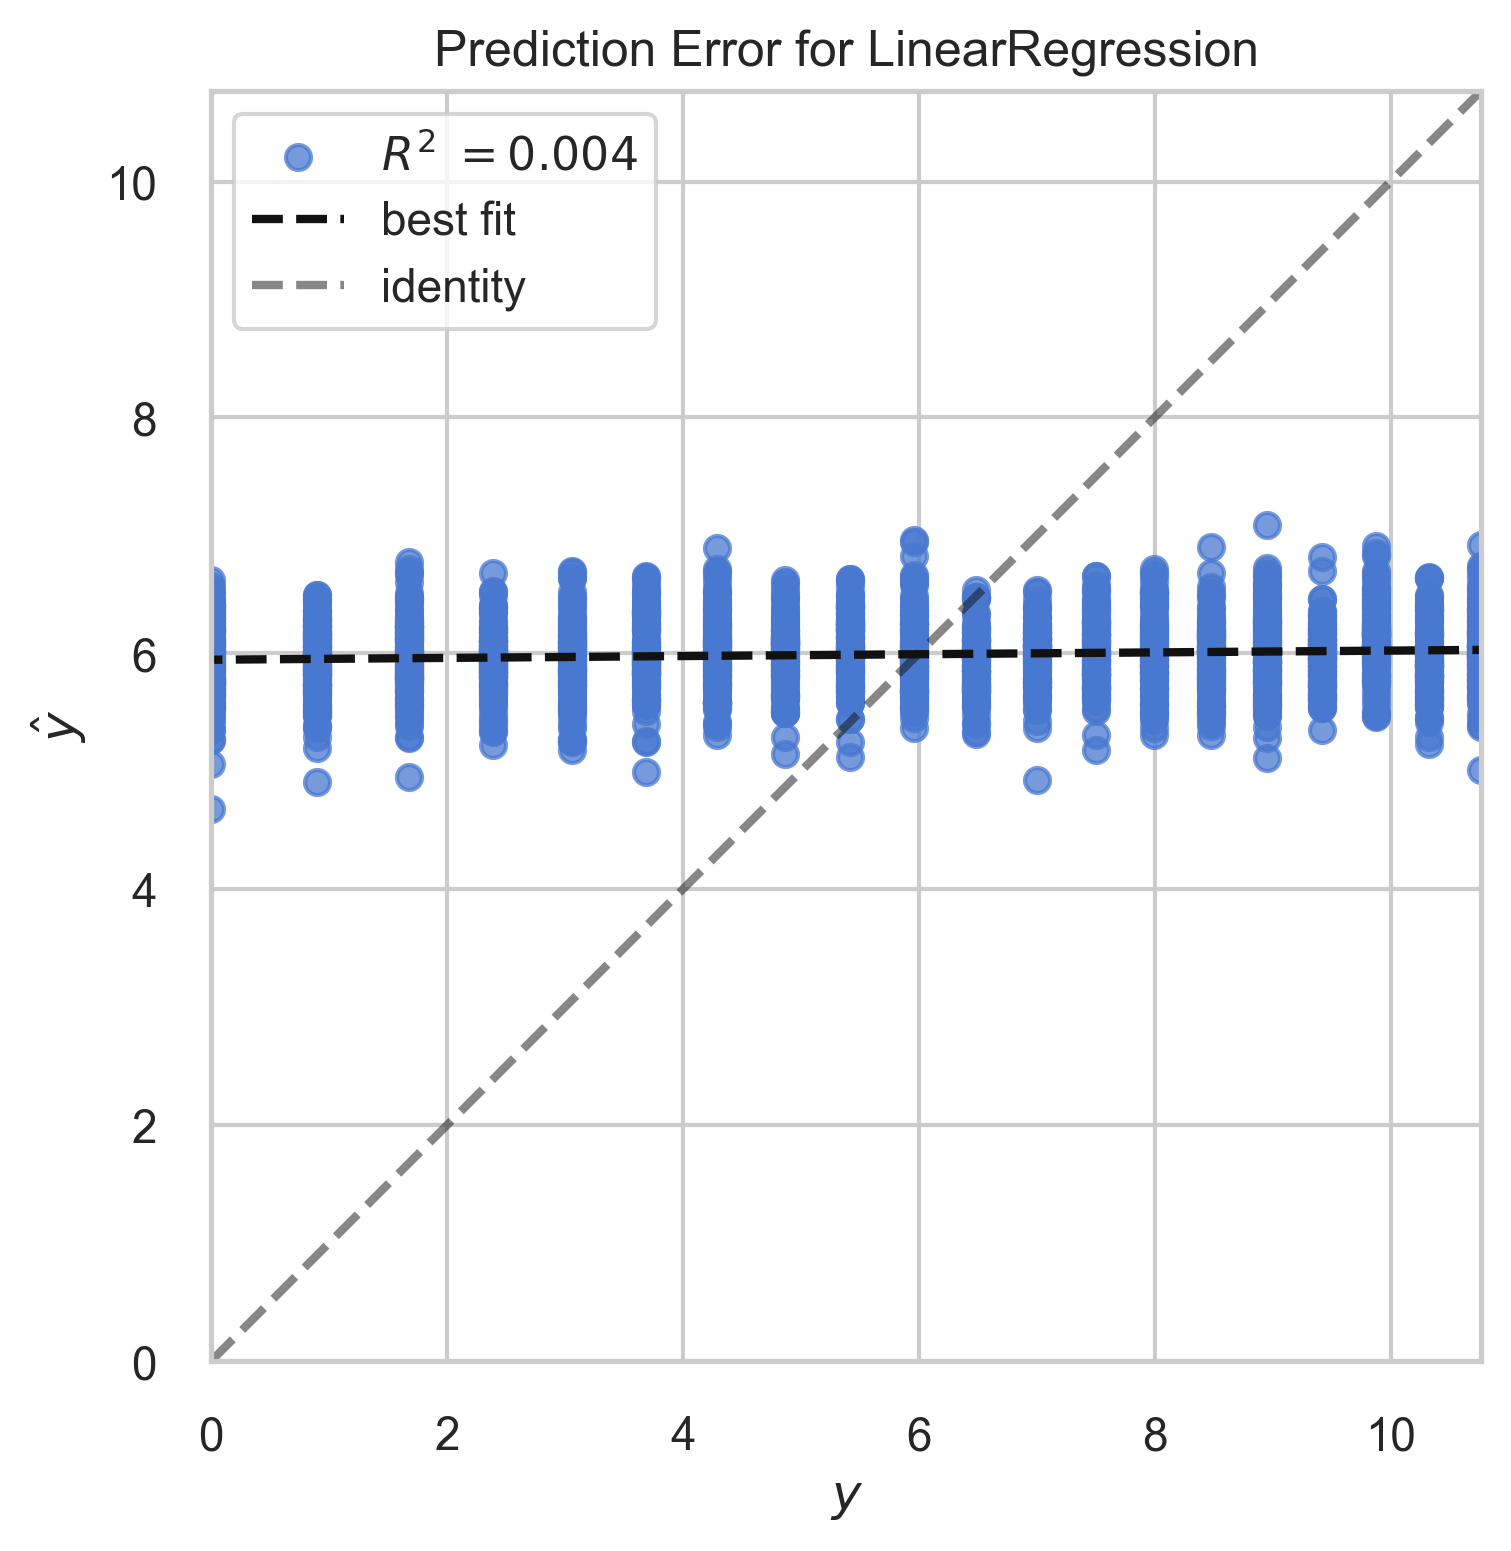 Prediction Error for LinearRegression
R² = 0.004
best fit
identity
10
8
6
4
2
0
ŷ
0 2 4 6 8 10
y